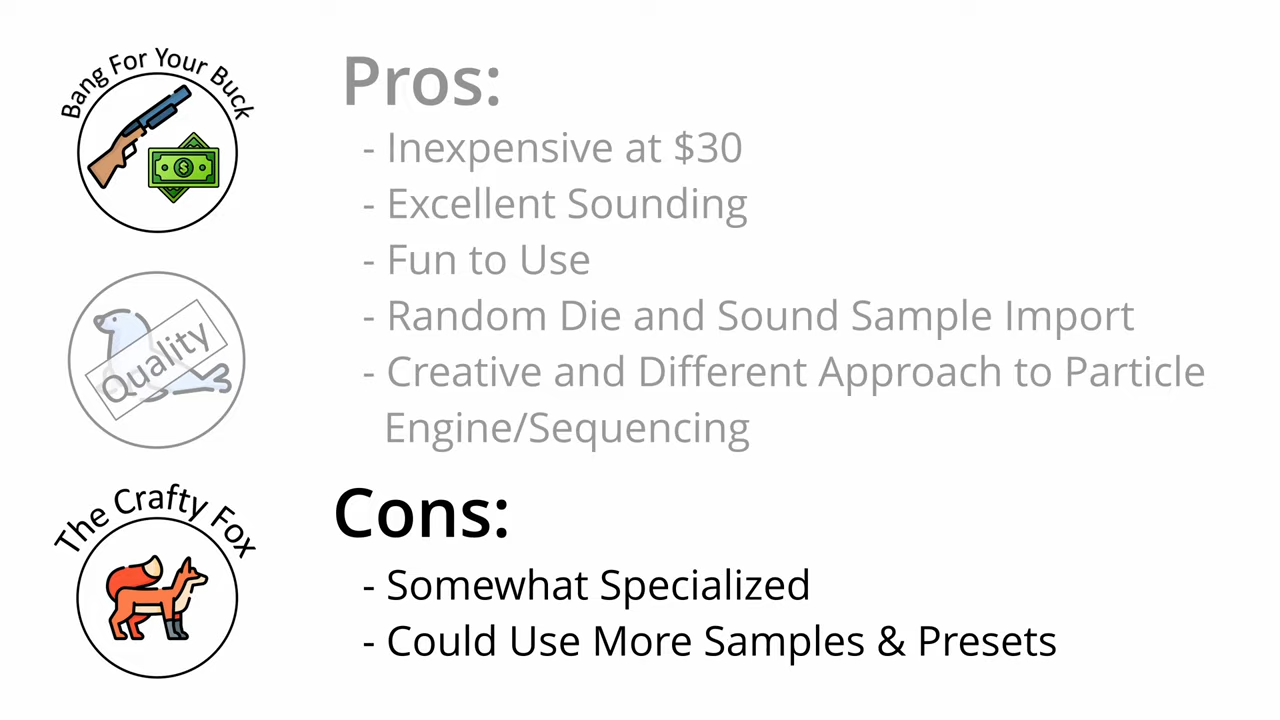 Bang For Your Buck
Pros:
- Inexpensive at $30
- Excellent Sounding
- Fun to Use
Quality
- Random Die and Sound Sample Import
- Creative and Different Approach to Particle
Engine/Sequencing
The Crafty Fox
Cons:
- Somewhat Specialized
- Could Use More Samples & Presets